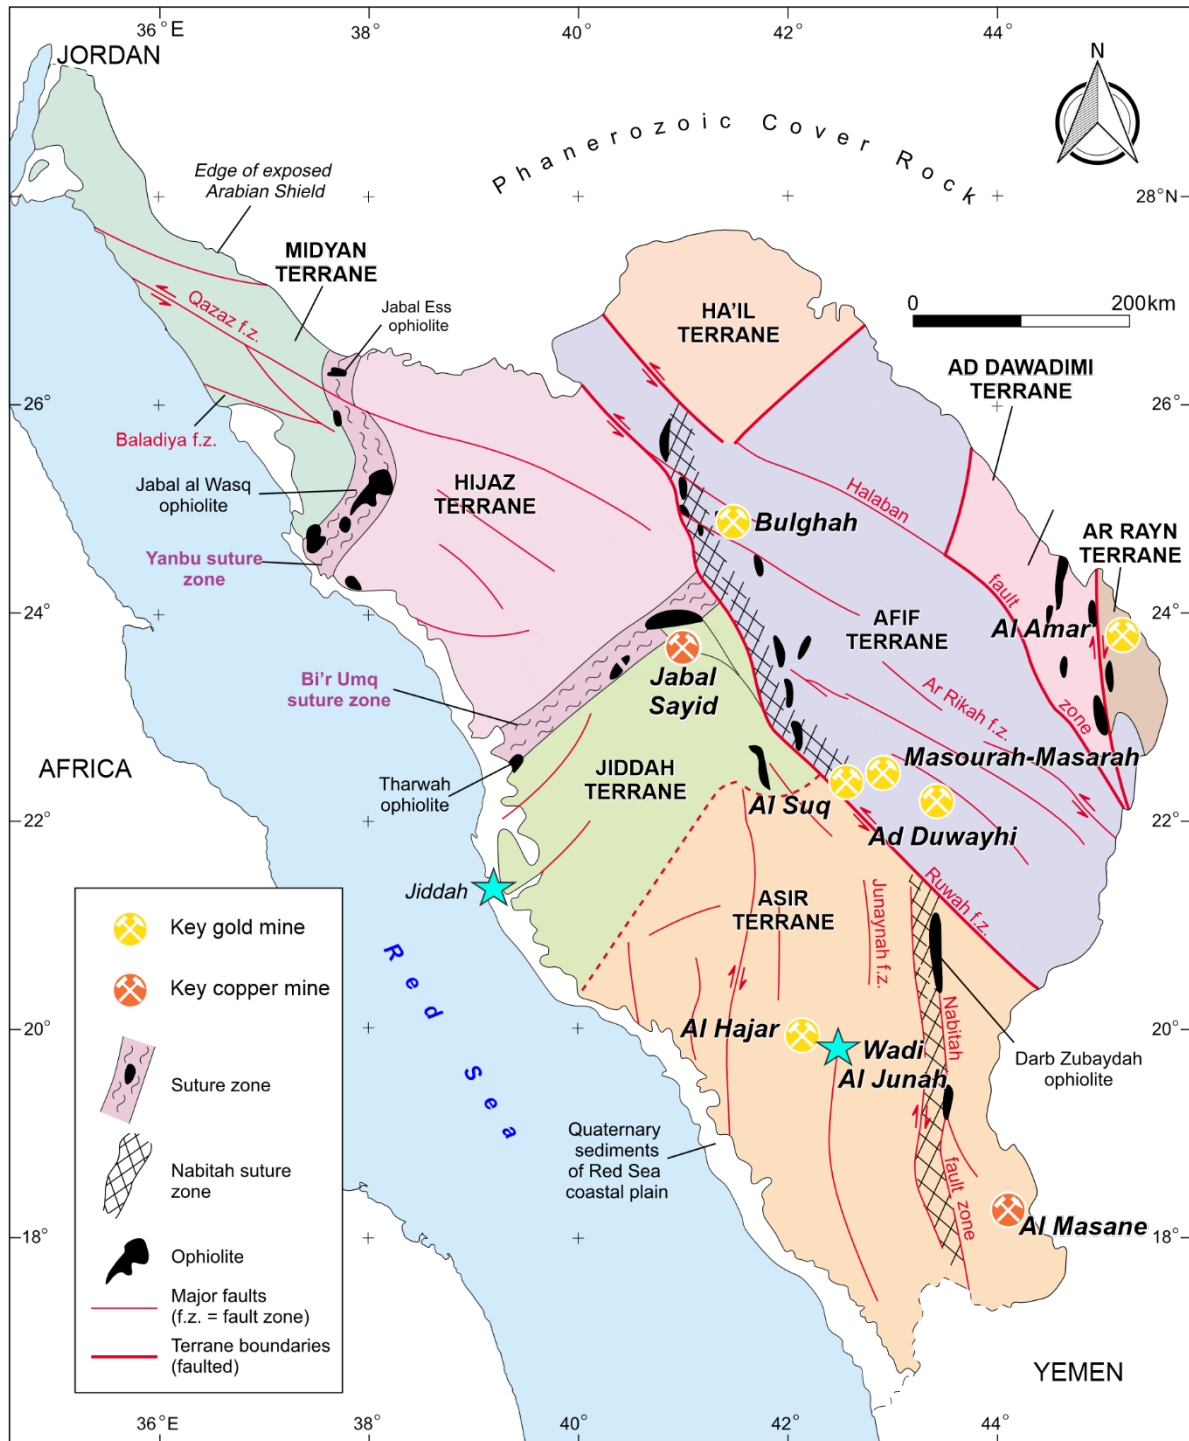 36°E
38°
40°
42°
44°
JORDAN
N
Phanerozoic Cover Rock
Edge of exposed
Arabian Shield
28°N
MIDYAN
TERRANE
Jabal Ess
ophiolite
Qazaz f.z.
HA'IL
TERRANE
0
200km
AD DAWADIMI
TERRANE
26°
26°
Baladiya f.z.
Jabal al Wasq
ophiolite
HIJAZ
TERRANE
Halaban
fault
zone
Bulghah
AR RAYN
TERRANE
Yanbu suture
zone
24°
24°
AFIF
TERRANE
Al Amar
Jabal
Sayid
Bi'r Umq
suture zone
Ar Rikah f.z.
AFRICA
Tharwah
ophiolite
JIDDAH
TERRANE
Masourah-Masarah
Al Suq
22°
22°
Ad Duwayhi
Jiddah
ASIR
TERRANE
Junaynah f.z.
Ruwah f.z.
Red Sea
Key gold mine
Key copper mine
Suture zone
Nabitah suture
zone
Ophiolite
Major faults
(f.z. = fault zone)
Terrane boundaries
(faulted)
20°
20°
Al Hajar
Wadi
Al Junah
Nabitah
fault zone
Darb Zubaydah
ophiolite
Quaternary
sediments
of Red Sea
coastal plain
Al Masane
18°
18°
YEMEN
36°E
38°
40°
42°
44°